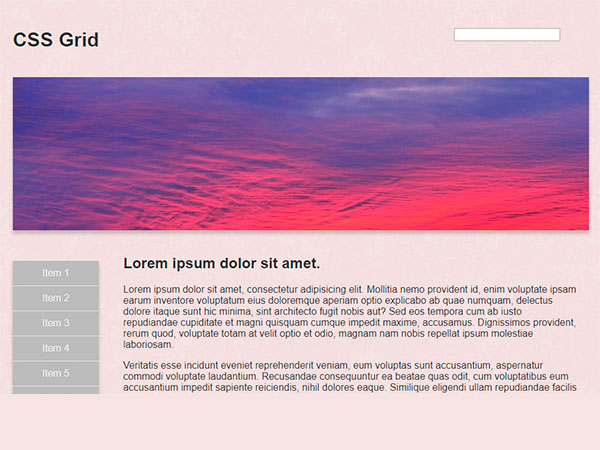 CSS Grid
Item 1
Item 2
Item 3
Item 4
Item 5
Lorem ipsum dolor sit amet.
Lorem ipsum dolor sit amet, consectetur adipisicing elit. Mollitia nemo provident id, enim voluptate ipsam
earum inventore voluptatum eius doloremque aperiam optio explicabo ab quae numquam, delectus
dolore itaque sunt hic minima, sint architecto fugit nobis aut? Sed eos tempora cum ab iusto
repudiandae cupiditate et magni quisquam cumque impedit maxime, accusamus. Dignissimos provident,
rerum quod, voluptate totam at velit optio et odio, magnam nam nobis repellat ipsum molestiae
laboriosam.
Veritatis esse incidunt eveniet reprehenderit veniam, eum voluptas sunt accusantium, aspernatur
commodi voluptate laudantium. Recusandae consequuntur ea beatae quas odit, cum voluptatibus eum
accusantium impedit sapiente reiciendis, nihil dolores eaque. Similique eligendi ullam repudiandae facilis